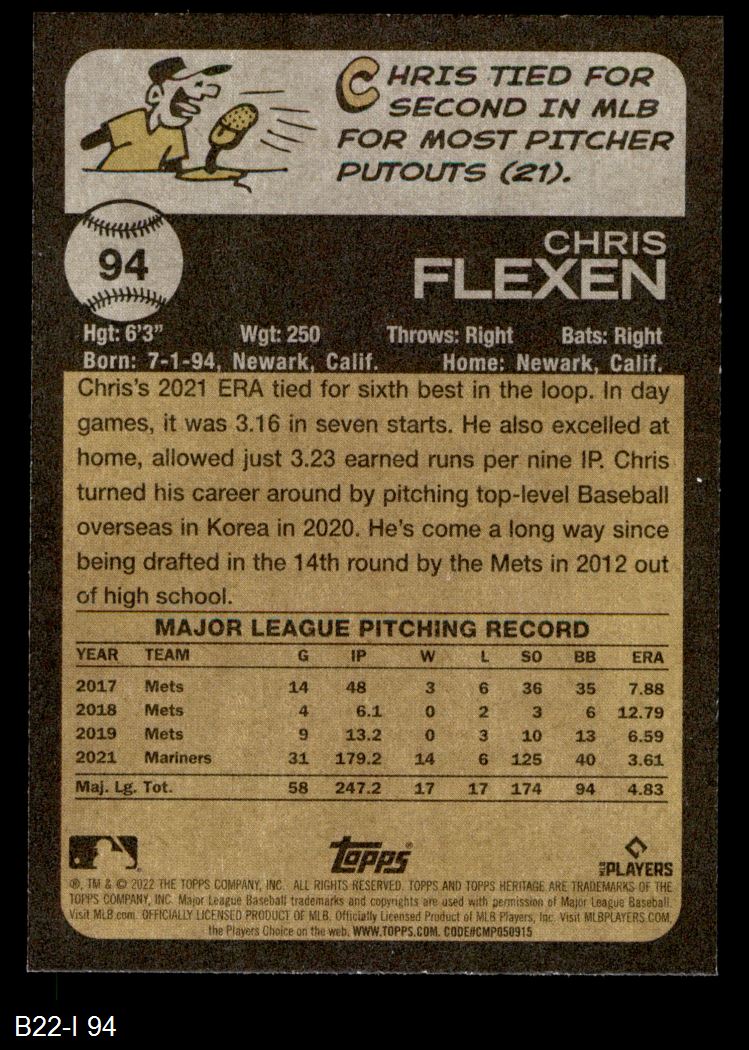 CHRIS TIED FOR
SECOND IN MLB
FOR MOST PITCHER
PUTOUTS (21).
94
CHRIS
FLEXEN
Hgt: 6'3" Wgt: 250 Throws: Right Bats: Right
Born: 7-1-94, Newark, Calif. Home: Newark, Calif.
Chris's 2021 ERA tied for sixth best in the loop. In day
games, it was 3.16 in seven starts. He also excelled at
home, allowed just 3.23 earned runs per nine IP. Chris
turned his career around by pitching top-level Baseball
overseas in Korea in 2020. He's come a long way since
being drafted in the 14th round by the Mets in 2012 out
of high school.
MAJOR LEAGUE PITCHING RECORD
YEAR TEAM G IP W L SO BB ERA
2017 Mets 14 48 3 6 36 35 7.88
2018 Mets 4 6.1 0 2 3 6 12.79
2019 Mets 9 13.2 0 3 10 13 6.59
2021 Mariners 31 179.2 14 6 125 40 3.61
Maj. Lg. Tot. 58 247.2 17 17 174 94 4.83
Topps
MLB PLAYERS
®, TM & © 2022 THE TOPPS COMPANY, INC. ALL RIGHTS RESERVED. TOPPS AND TOPPS HERITAGE ARE TRADEMARKS OF THE
TOPPS COMPANY, INC. Major League Baseball trademarks and copyrights are used with permission of Major League Baseball.
Visit MLB.com. OFFICIALLY LICENSED PRODUCT OF MLB. Officially Licensed Product of MLB Players, Inc. Visit MLBPLAYERS.COM,
the Players Choice on the web. WWW.TOPPS.COM. CODE#CMP050915
B22-I 94